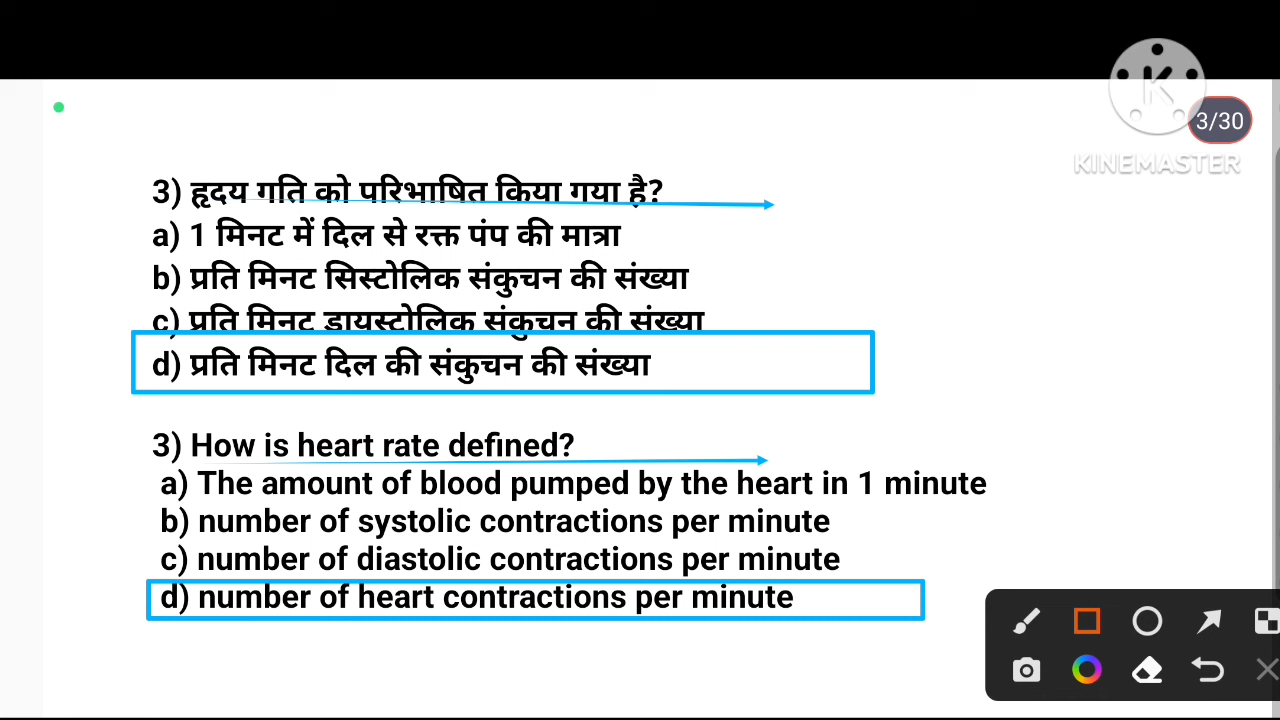 KINEMASTER
3/30
3) हृदय गति को परिभाषित किया गया है?
a) 1 मिनट में दिल से रक्त पंप की मात्रा
b) प्रति मिनट सिस्टोलिक संकुचन की संख्या
c) प्रति मिनट डायस्टोलिक संकुचन की संख्या
d) प्रति मिनट दिल की संकुचन की संख्या
3) How is heart rate defined?
a) The amount of blood pumped by the heart in 1 minute
b) number of systolic contractions per minute
c) number of diastolic contractions per minute
d) number of heart contractions per minute